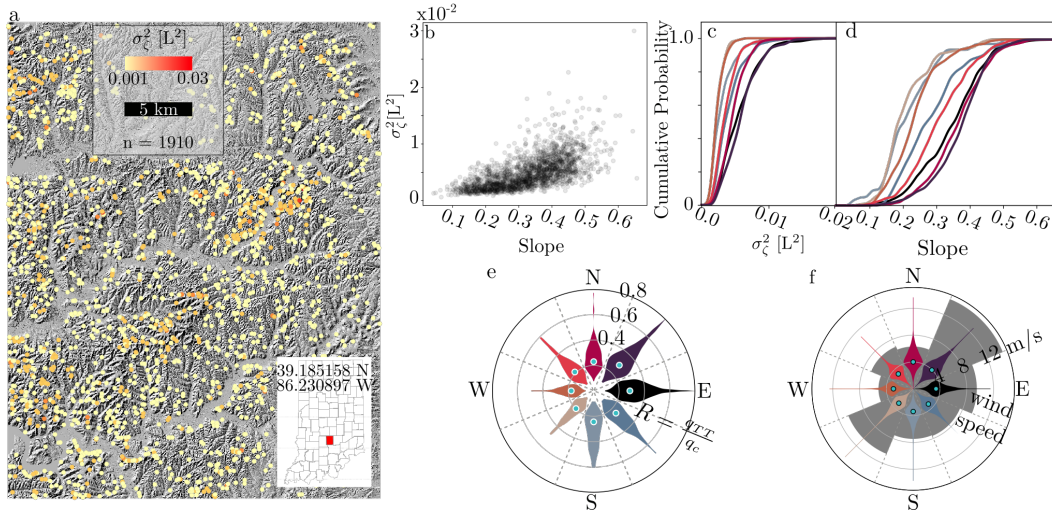 a
σ²ζ [L²]
0.001 0.03
5 km
n = 1910
39.185158 N
86.230897 W
x10⁻²
b
σ²ζ[L²]
3
2
1
0
0.1 0.2 0.3 0.4 0.5 0.6
Slope
c
d
Cumulative Probability
1.0
0
0.0 0.01 0.02
σ²ζ [L²]
0.1 0.2 0.3 0.4 0.5 0.6
Slope
e
N
0.8
0.6
0.4
W
E
S
R = qTT/qc
f
N
4 8 12 m/s
W
E
wind
speed
S